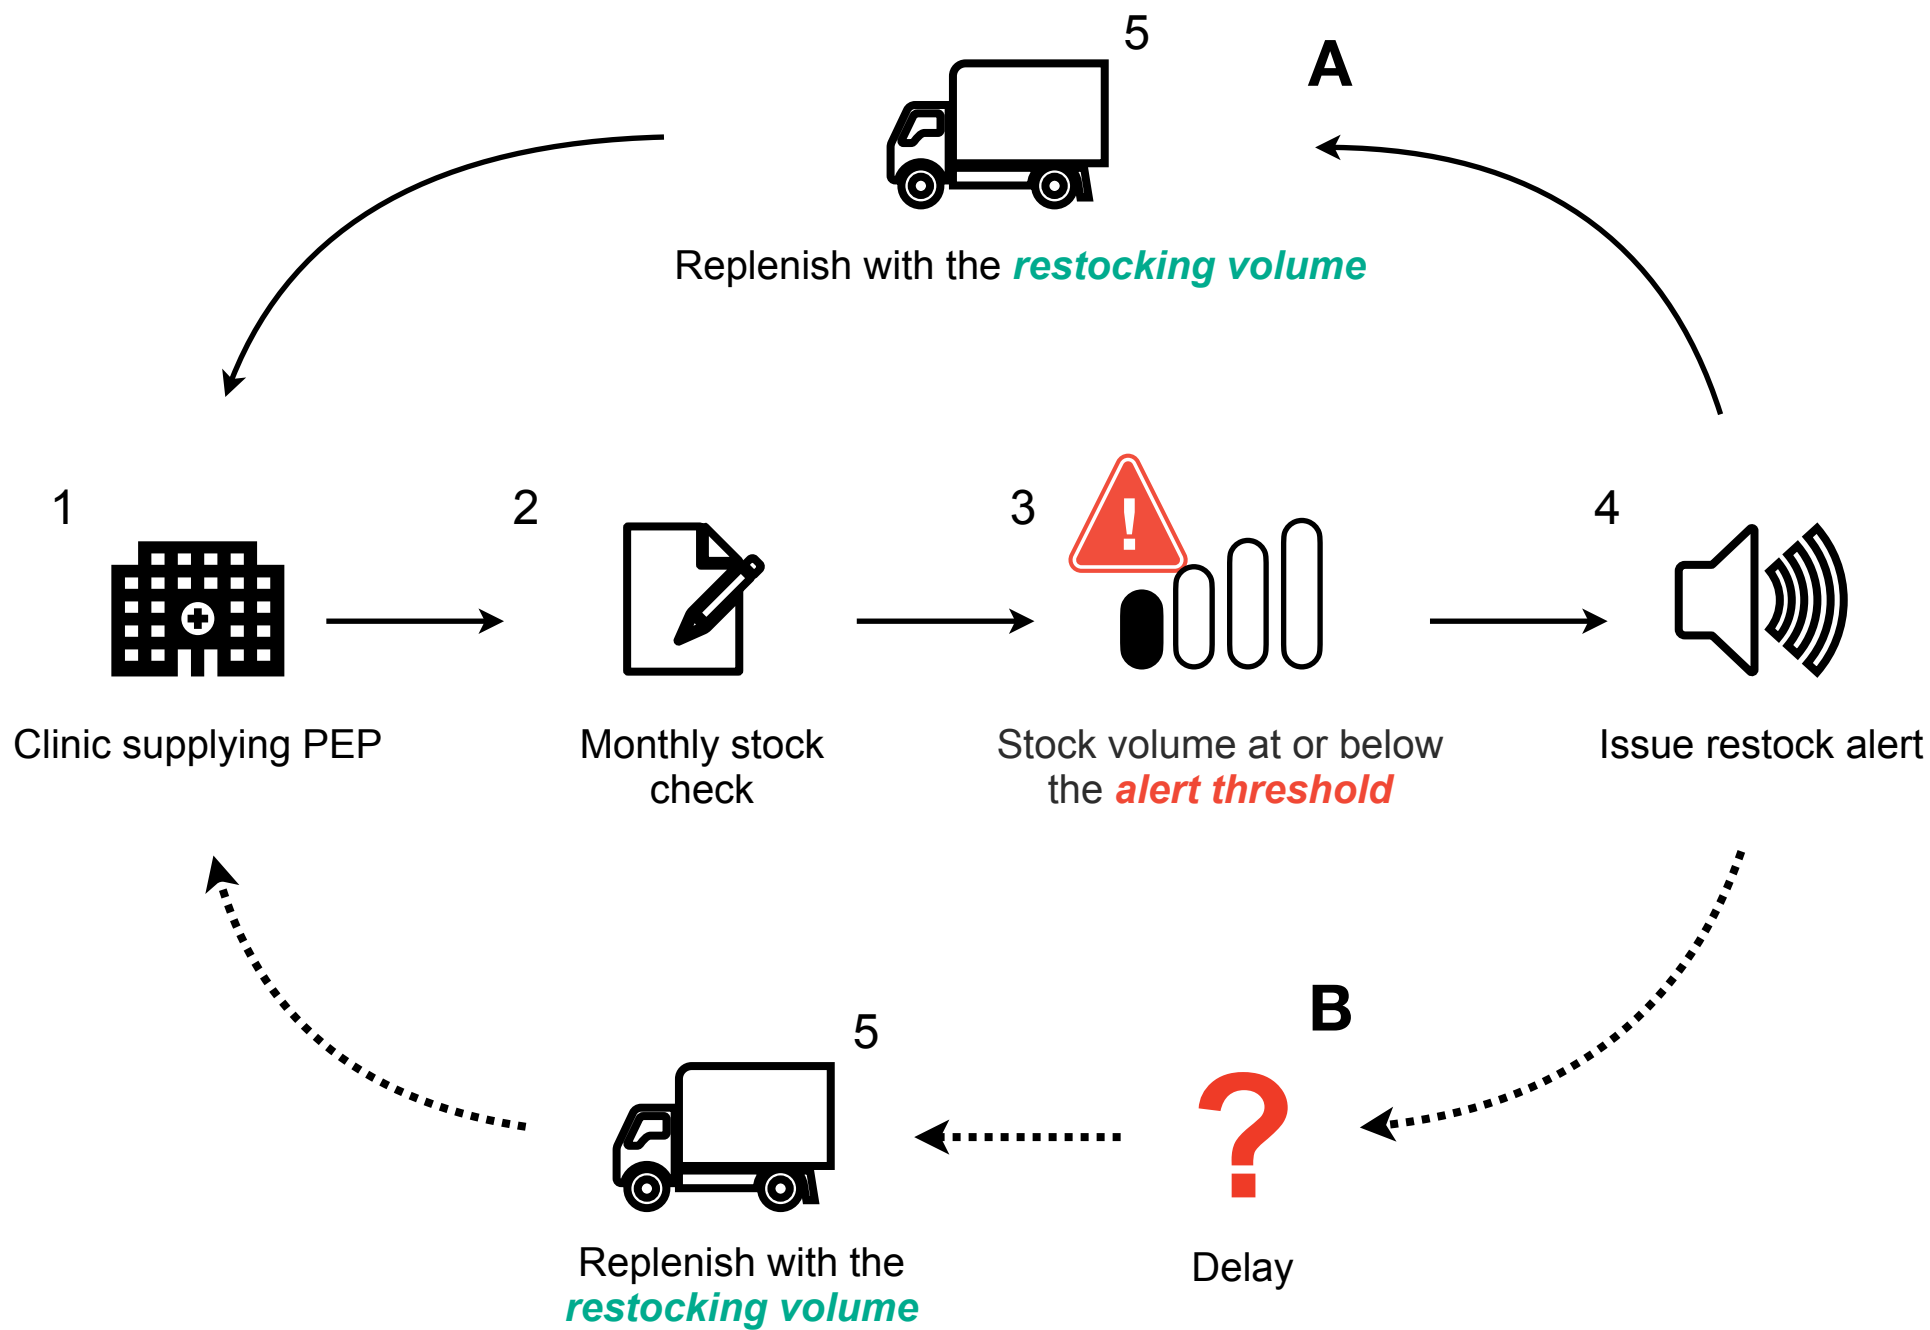 5
A
Replenish with the restocking volume
1
2
3
!
4
Clinic supplying PEP
Monthly stock
check
Stock volume at or below
the alert threshold
Issue restock alert
B
5
?
Replenish with the
restocking volume
Delay